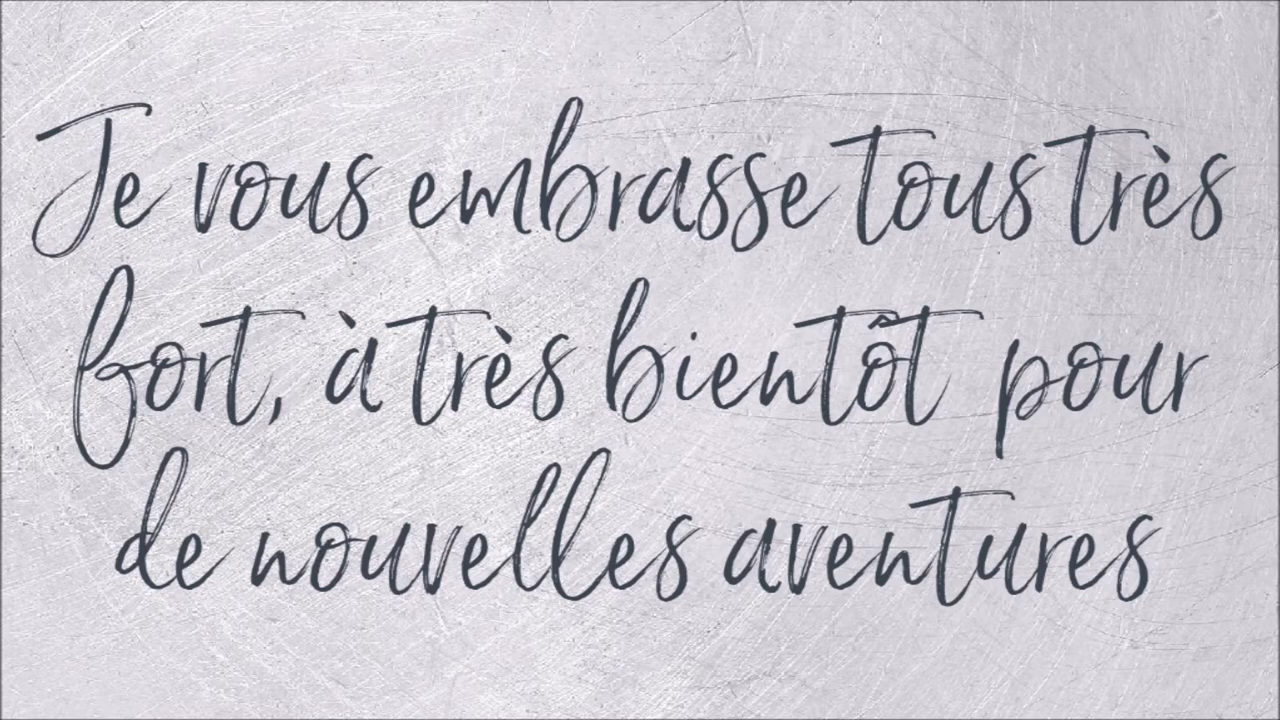 Je vous embrasse tous très
fort, à très bientôt pour
de nouvelles aventures